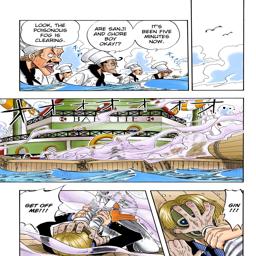 LOOK, THE
POISONOUS
FOG IS
CLEARING.
ARE SANJI
AND CHORE
BOY
OKAY!?
IT'S
BEEN FIVE
MINUTES
NOW.
GET OFF
ME!!!
GIN
!!!